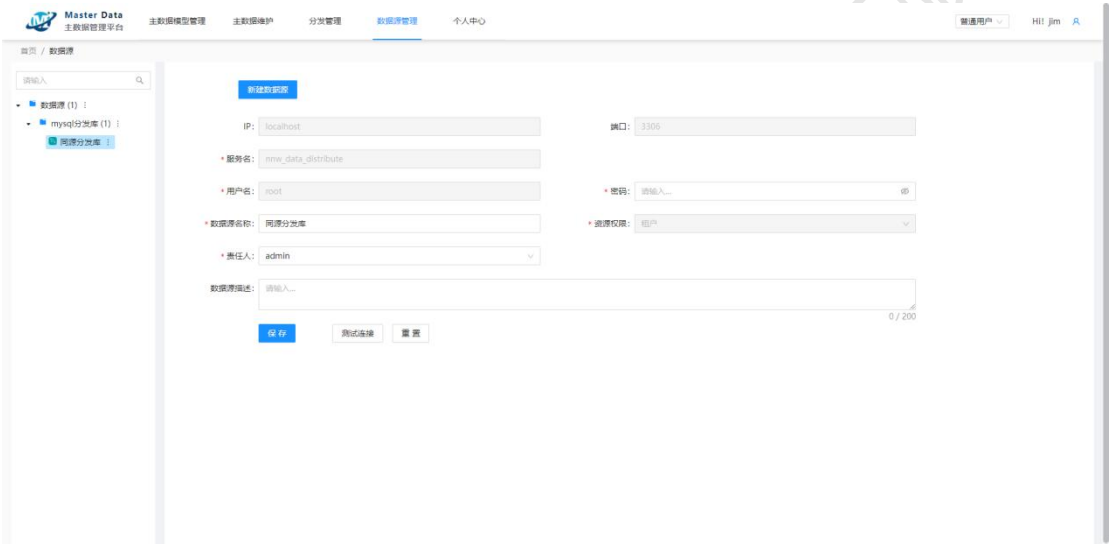 Master Data
主数据管理平台
主数据模型管理 主数据维护 分发管理 数据源管理 个人中心
普通用户 Hi! Jim
首页 / 数据源
请输入
新建数据源
数据源 (1)
mysql分发库 (1)
同源分发库
IP: localhost 端口: 3306
* 服务名: nmw_data_distribute
* 用户名: root * 密码: 请输入...
* 数据源名称: 同源分发库 * 资源权限: 租户
* 责任人: admin
数据源描述: 请输入...
0 / 200
保存 测试连接 重置